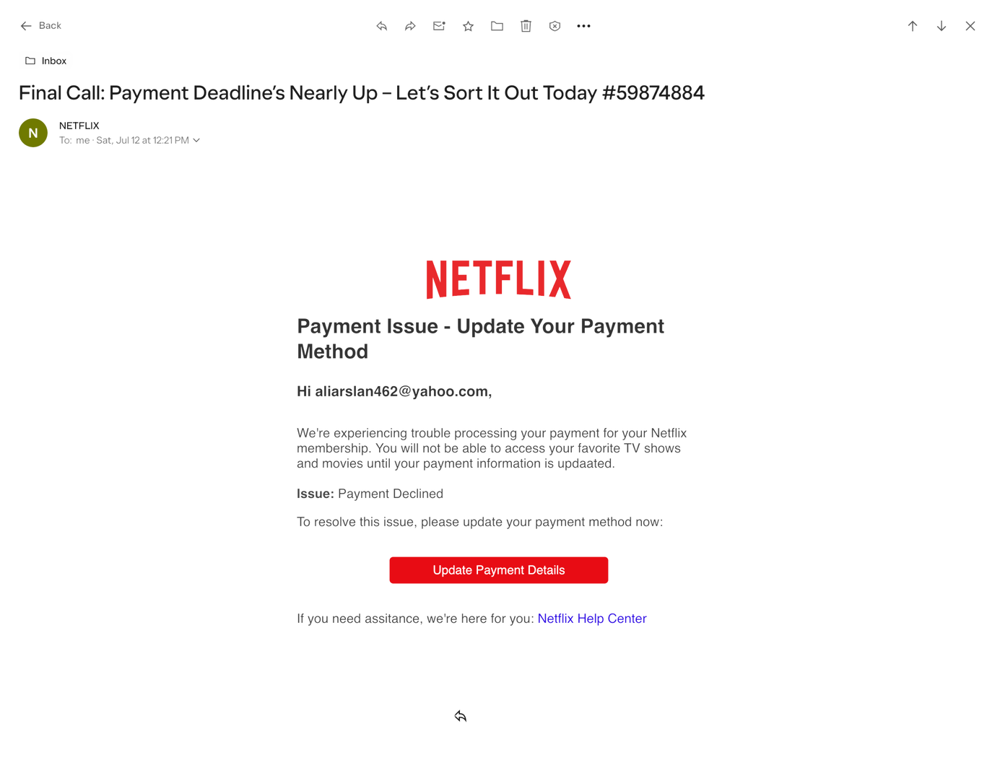 Back
Inbox
Final Call: Payment Deadline’s Nearly Up – Let’s Sort It Out Today #59874884
N
NETFLIX
To: me · Sat, Jul 12 at 12:21 PM
NETFLIX
Payment Issue - Update Your Payment
Method
Hi aliarslan462@yahoo.com,
We're experiencing trouble processing your payment for your Netflix
membership. You will not be able to access your favorite TV shows
and movies until your payment information is updaated.
Issue: Payment Declined
To resolve this issue, please update your payment method now:
Update Payment Details
If you need assitance, we're here for you: Netflix Help Center